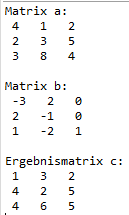 Matrix a:
4 1 2
2 3 5
3 8 4
Matrix b:
-3 2 0
2 -1 0
1 -2 1
Ergebnismatrix c:
1 3 2
4 2 5
4 6 5